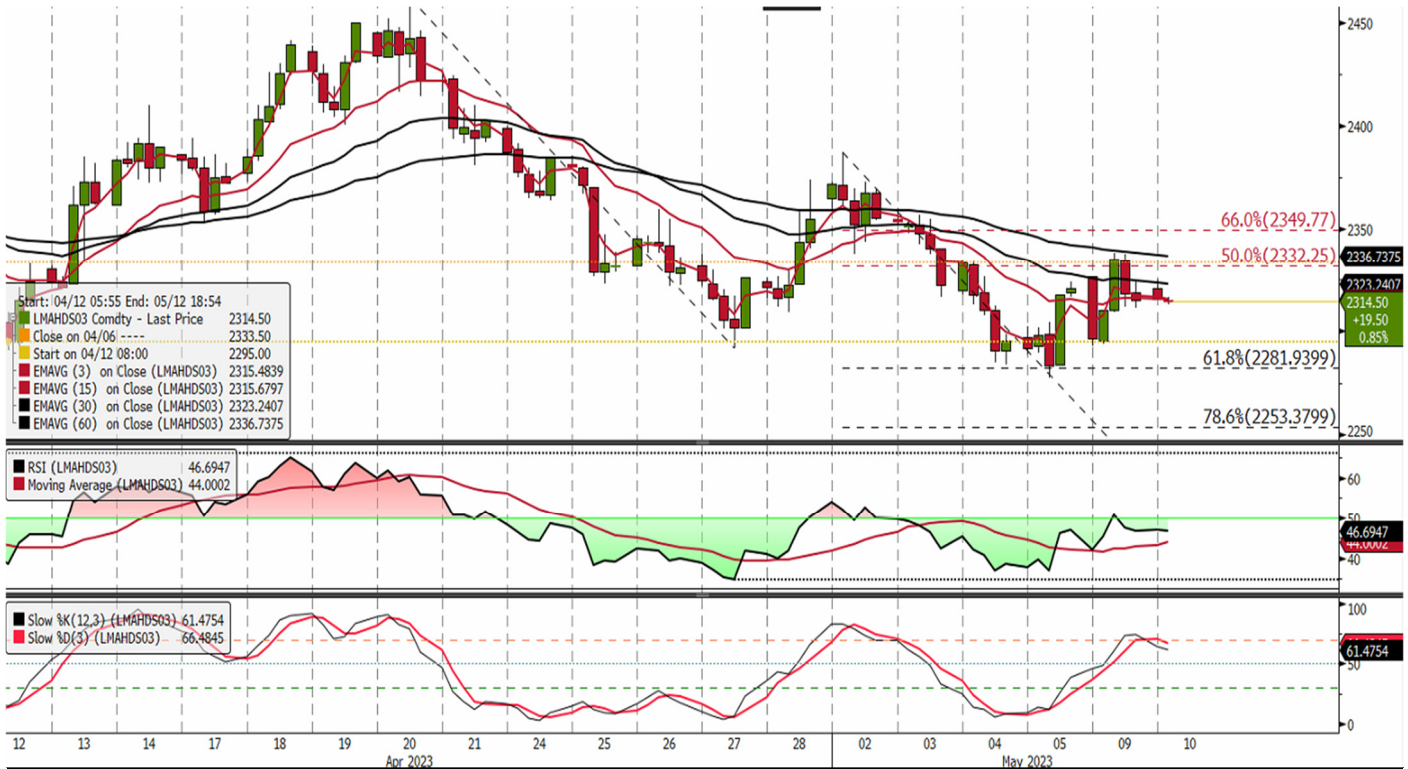 2450
2400
2350
66.0%(2349.77)
50.0%(2332.25)
2336.7375
2323.2407
2314.50
+19.50
0.85%
61.8%(2281.9399)
78.6%(2253.3799)
2250
Start: 04/12 05:55 End: 05/12 18:54
LMAHDS03 Comdty - Last Price 2314.50
Close on 04/06 ---- 2333.50
Start on 04/12 08:00 2295.00
EMAVG (3) on Close (LMAHDS03) 2315.4839
EMAVG (15) on Close (LMAHDS03) 2315.6797
EMAVG (30) on Close (LMAHDS03) 2323.2407
EMAVG (60) on Close (LMAHDS03) 2336.7375
RSI (LMAHDS03) 46.6947
Moving Average (LMAHDS03) 44.0002
60
50
46.6947
44.0002
40
Slow %K(12,3) (LMAHDS03) 61.4754
Slow %D(3) (LMAHDS03) 66.4845
100
61.4754
50
0
12 13 14 17 18 19 20 21 24 25 26 27 28 02 03 04 05 09 10
Apr 2023 May 2023